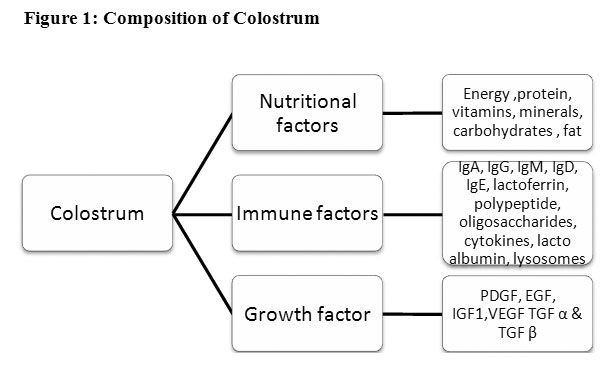 Figure 1: Composition of Colostrum
Colostrum
Nutritional
factors
Energy ,protein,
vitamins, minerals,
carbohydrates , fat
Immune factors
IgA, IgG, IgM, IgD,
IgE, lactoferrin,
polypeptide,
oligosaccharides,
cytokines, lacto
albumin, lysosomes
Growth factor
PDGF, EGF,
IGF1,VEGF TGF α &
TGF β